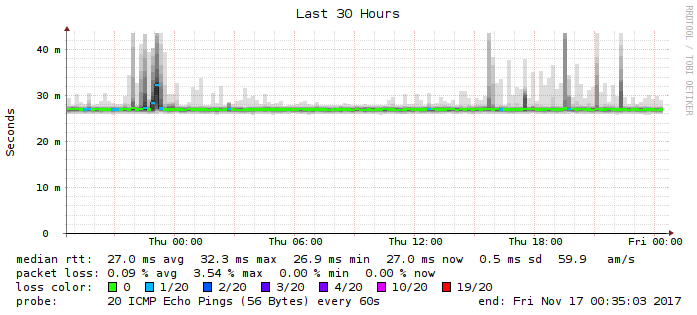 Last 30 Hours
RRDTOOL / TOBI OETIKER
Seconds
40 m
30 m
20 m
10 m
0
Thu 00:00 Thu 06:00 Thu 12:00 Thu 18:00 Fri 00:00
median rtt: 27.0 ms avg 32.3 ms max 26.9 ms min 27.0 ms now 0.5 ms sd 59.9 am/s
packet loss: 0.09 % avg 3.54 % max 0.00 % min 0.00 % now
loss color: 0 1/20 2/20 3/20 4/20 10/20 19/20
probe: 20 ICMP Echo Pings (56 Bytes) every 60s end: Fri Nov 17 00:35:03 2017